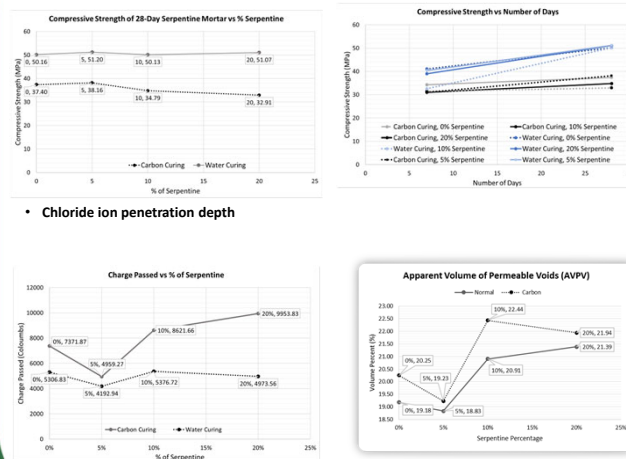 Compressive Strength of 28-Day Serpentine Mortar vs % Serpentine
Compressive Strength (MPa)
60
50
40
30
20
10
0
0, 50.16
5, 51.20
10, 50.13
20, 51.07
0, 37.40
5, 38.16
10, 34.79
20, 32.91
Carbon Curing
Water Curing
0
5
10
15
20
25
% of Serpentine
Compressive Strength vs Number of Days
Compressive Strength (MPa)
60
50
40
30
20
10
0
Carbon Curing, 0% Serpentine
Carbon Curing, 10% Serpentine
Carbon Curing, 20% Serpentine
Water Curing, 0% Serpentine
Water Curing, 10% Serpentine
Water Curing, 20% Serpentine
Carbon Curing, 5% Serpentine
Water Curing, 5% Serpentine
0
5
10
15
20
25
Number of Days
• Chloride ion penetration depth
Charge Passed vs % of Serpentine
Charge Passed (Coloumbs)
12000
10000
8000
6000
4000
2000
0
0%, 7371.87
5%, 4959.27
10%, 8621.66
20%, 9953.83
0%, 5306.83
5%, 4192.94
10%, 5376.72
20%, 4973.56
Carbon Curing
Water Curing
0%
5%
10%
15%
20%
25%
% of Serpentine
Apparent Volume of Permeable Voids (AVPV)
Normal
Carbon
Volume Percent (%)
23.00
22.50
22.00
21.50
21.00
20.50
20.00
19.50
19.00
18.50
0%, 20.25
5%, 19.23
10%, 22.44
20%, 21.94
0%, 19.18
5%, 18.83
10%, 20.91
20%, 21.39
0%
5%
10%
15%
20%
25%
Serpentine Percentage